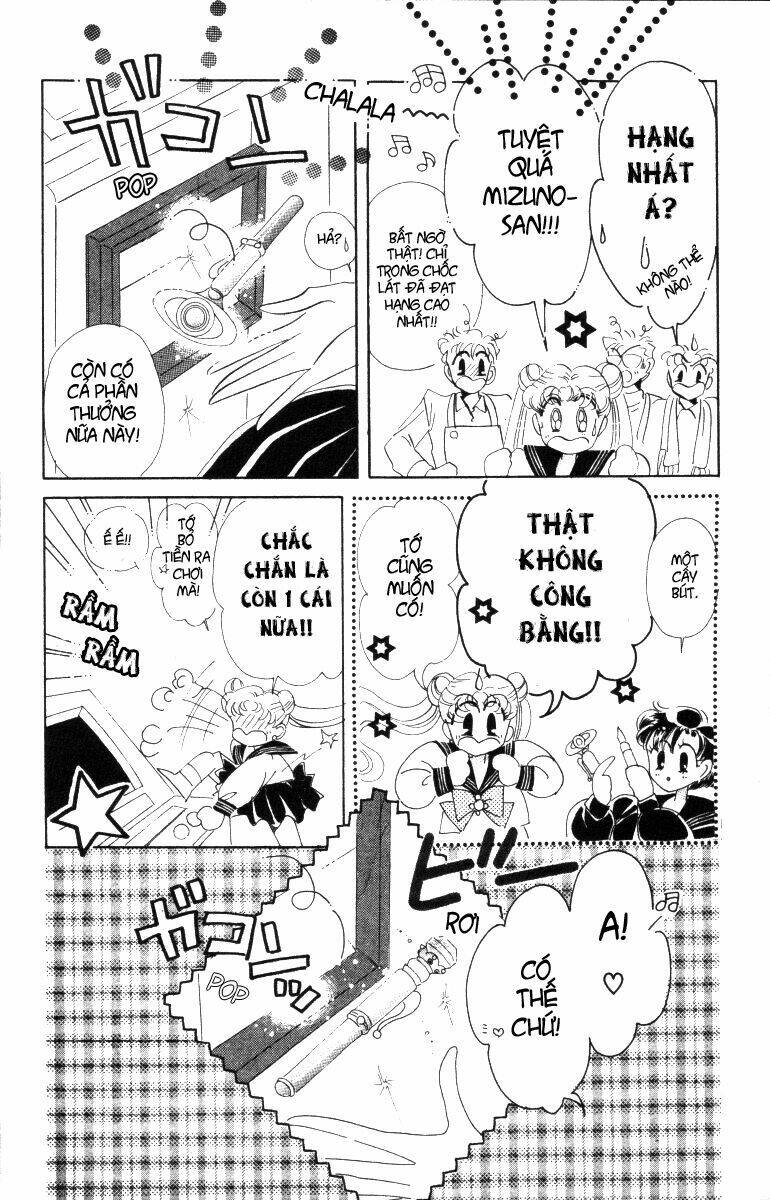 HẠNG
NHẤT
Á?
KHÔNG THỂ
NÀO!
TUYỆT
QUÁ
MIZUNO-
SAN!!!
BẤT NGỜ
THẬT! CHỈ
TRONG CHỐC
LÁT ĐÃ ĐẠT
HẠNG CAO
NHẤT!!
CHALALA
ガコーン
POP
HẢ?
CÒN CÓ
CẢ PHẦN
THƯỞNG
NỮA NÀY!
MỘT
CÂY
BÚT.
THẬT
KHÔNG
CÔNG
BẰNG!!
TỚ
CŨNG
MUỐN
CÓ!
CHẮC
CHẮN LÀ
CÒN 1 CÁI
NỮA!!
TỚ
BỎ
TIỀN RA
CHƠI
MÀ!
Ế Ế!!
RẦM
RẦM
A!
♡
CÓ
THẾ
CHỨ!
ビー
RƠI
ガコン
POP